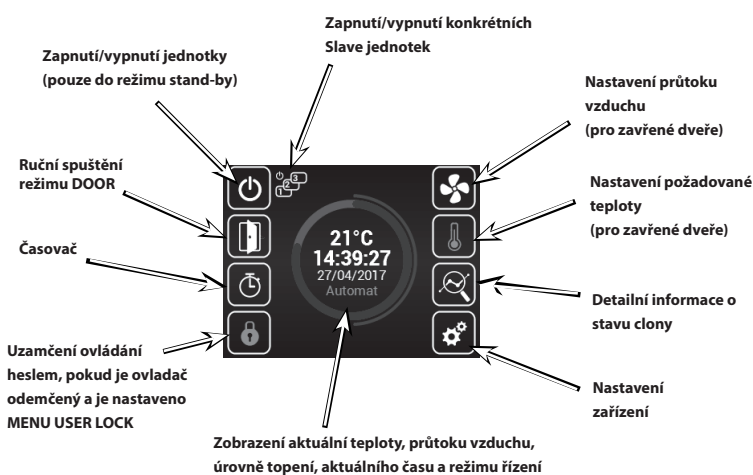 Zapnutí/vypnutí konkrétních
Slave jednotek
Zapnutí/vypnutí jednotky
(pouze do režimu stand-by)
Nastavení průtoku
vzduchu
(pro zavřené dveře)
Ruční spuštění
režimu DOOR
Nastavení požadované
teploty
(pro zavřené dveře)
1 2 3
21°C
14:39:27
27/04/2017
Automat
Časovač
Detailní informace o
stavu clony
Uzamčení ovládání
heslem, pokud je ovladač
odemčený a je nastaveno
MENU USER LOCK
Nastavení
zařízení
Zobrazení aktuální teploty, průtoku vzduchu,
úrovně topení, aktuálního času a režimu řízení